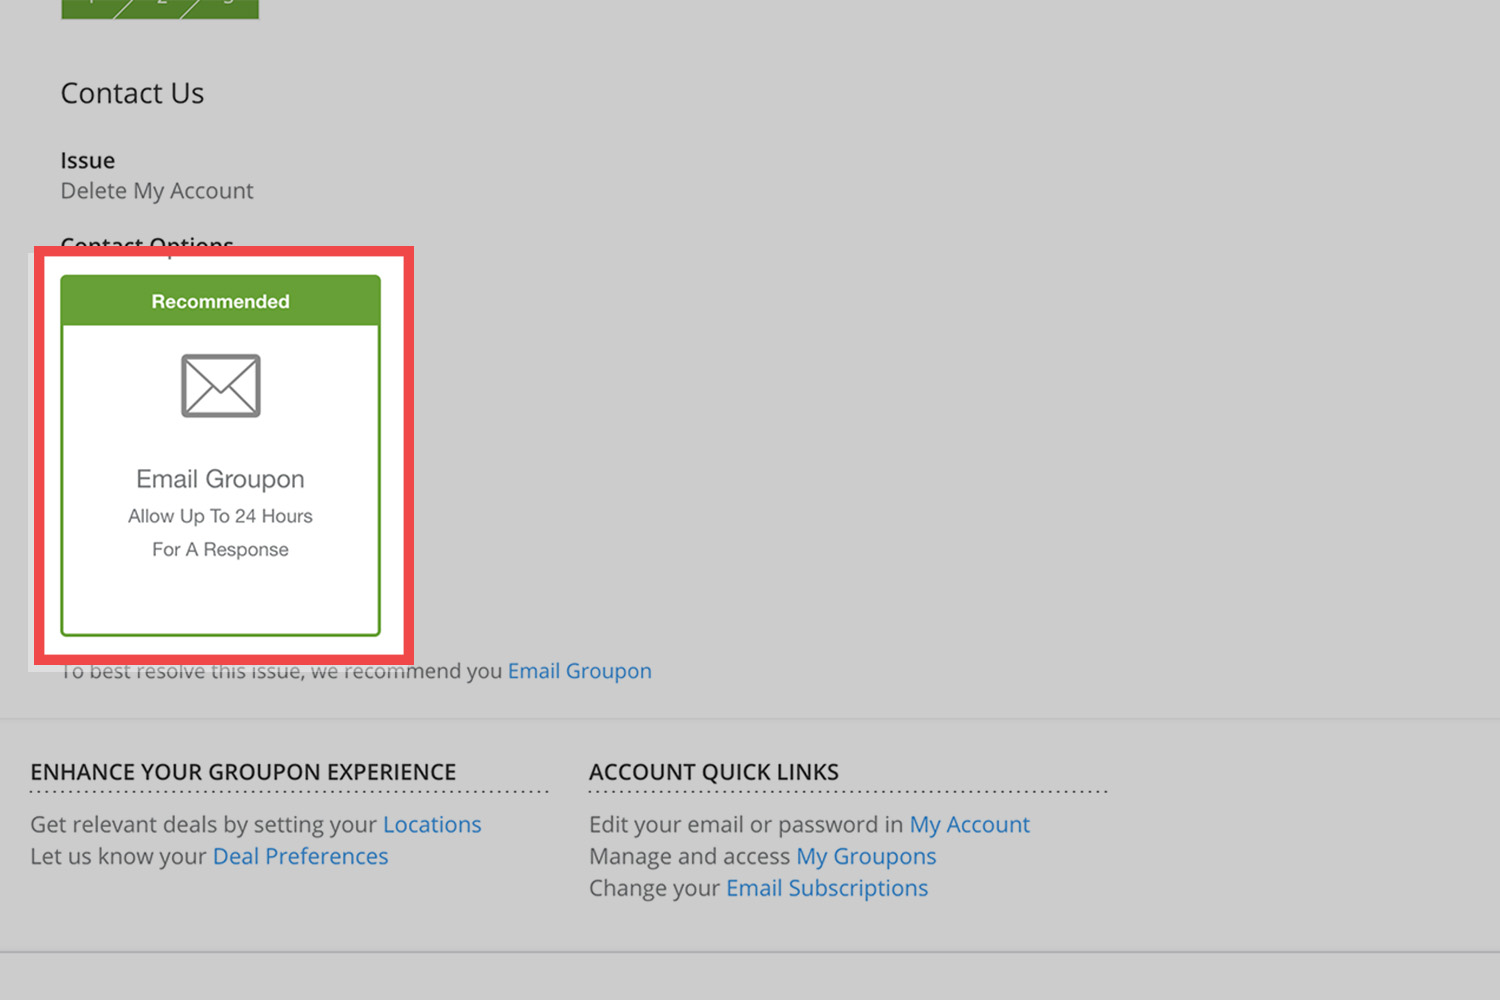 Contact Us
Issue
Delete My Account
Contact Options
Recommended
Email Groupon
Allow Up To 24 Hours
For A Response
To best resolve this issue, we recommend you Email Groupon
ENHANCE YOUR GROUPON EXPERIENCE
Get relevant deals by setting your Locations
Let us know your Deal Preferences
ACCOUNT QUICK LINKS
Edit your email or password in My Account
Manage and access My Groupons
Change your Email Subscriptions